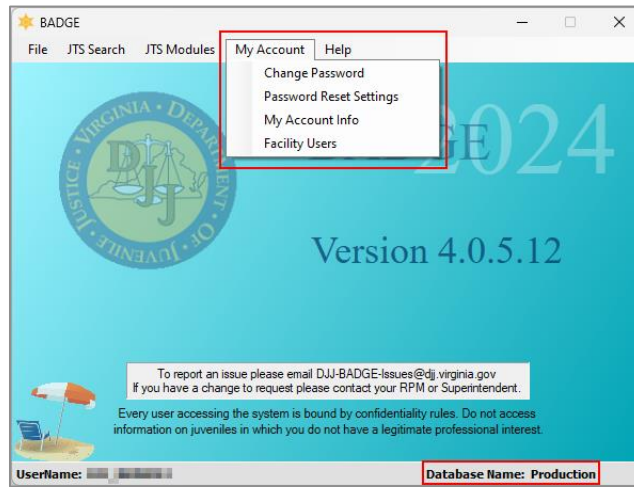 BADGE
File JTS Search JTS Modules My Account Help
Change Password
Password Reset Settings
My Account Info
Facility Users
VIRGINIA • DEPARTMENT • OF • JUVENILE • JUSTICE
DJJ
2024
Version 4.0.5.12
To report an issue please email DJJ-BADGE-Issues@djj.virginia.gov
If you have a change to request please contact your RPM or Superintendent.
Every user accessing the system is bound by confidentiality rules. Do not access
information on juveniles in which you do not have a legitimate professional interest.
UserName:
Database Name: Production